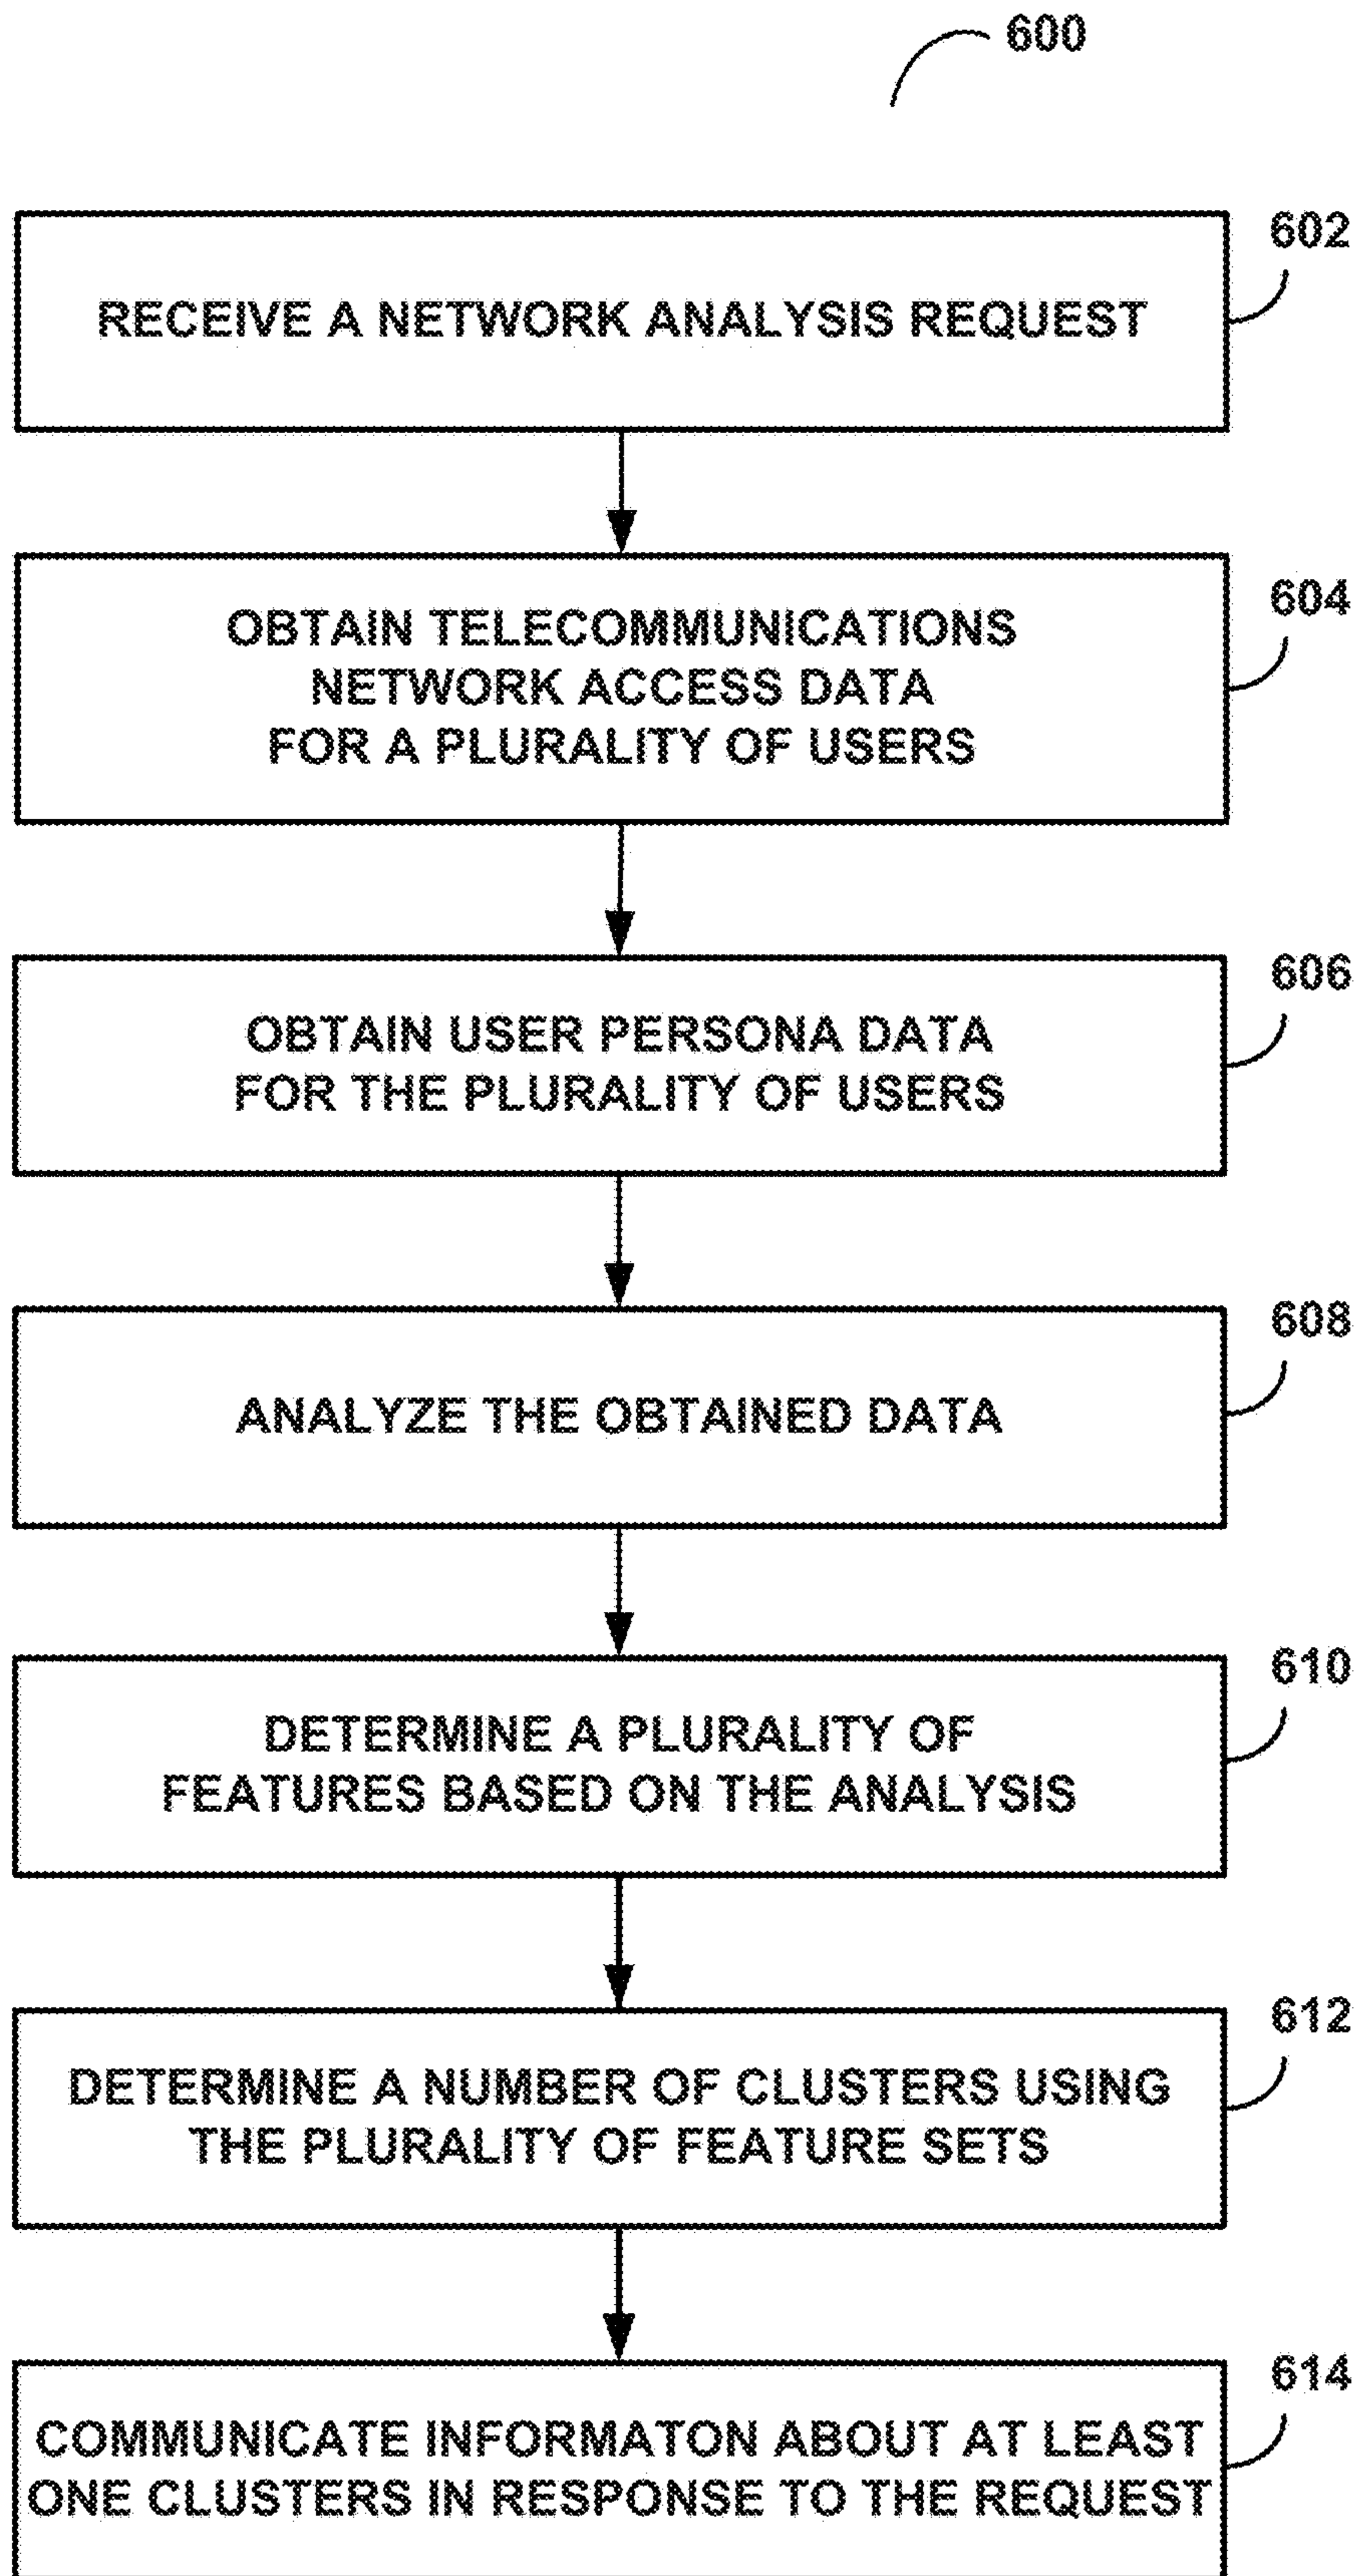 600
602
RECEIVE A NETWORK ANALYSIS REQUEST
604
OBTAIN TELECOMMUNICATIONS
NETWORK ACCESS DATA
FOR A PLURALITY OF USERS
606
OBTAIN USER PERSONA DATA
FOR THE PLURALITY OF USERS
608
ANALYZE THE OBTAINED DATA
610
DETERMINE A PLURALITY OF
FEATURES BASED ON THE ANALYSIS
612
DETERMINE A NUMBER OF CLUSTERS USING
THE PLURALITY OF FEATURE SETS
614
COMMUNICATE INFORMATON ABOUT AT LEAST
ONE CLUSTERS IN RESPONSE TO THE REQUEST